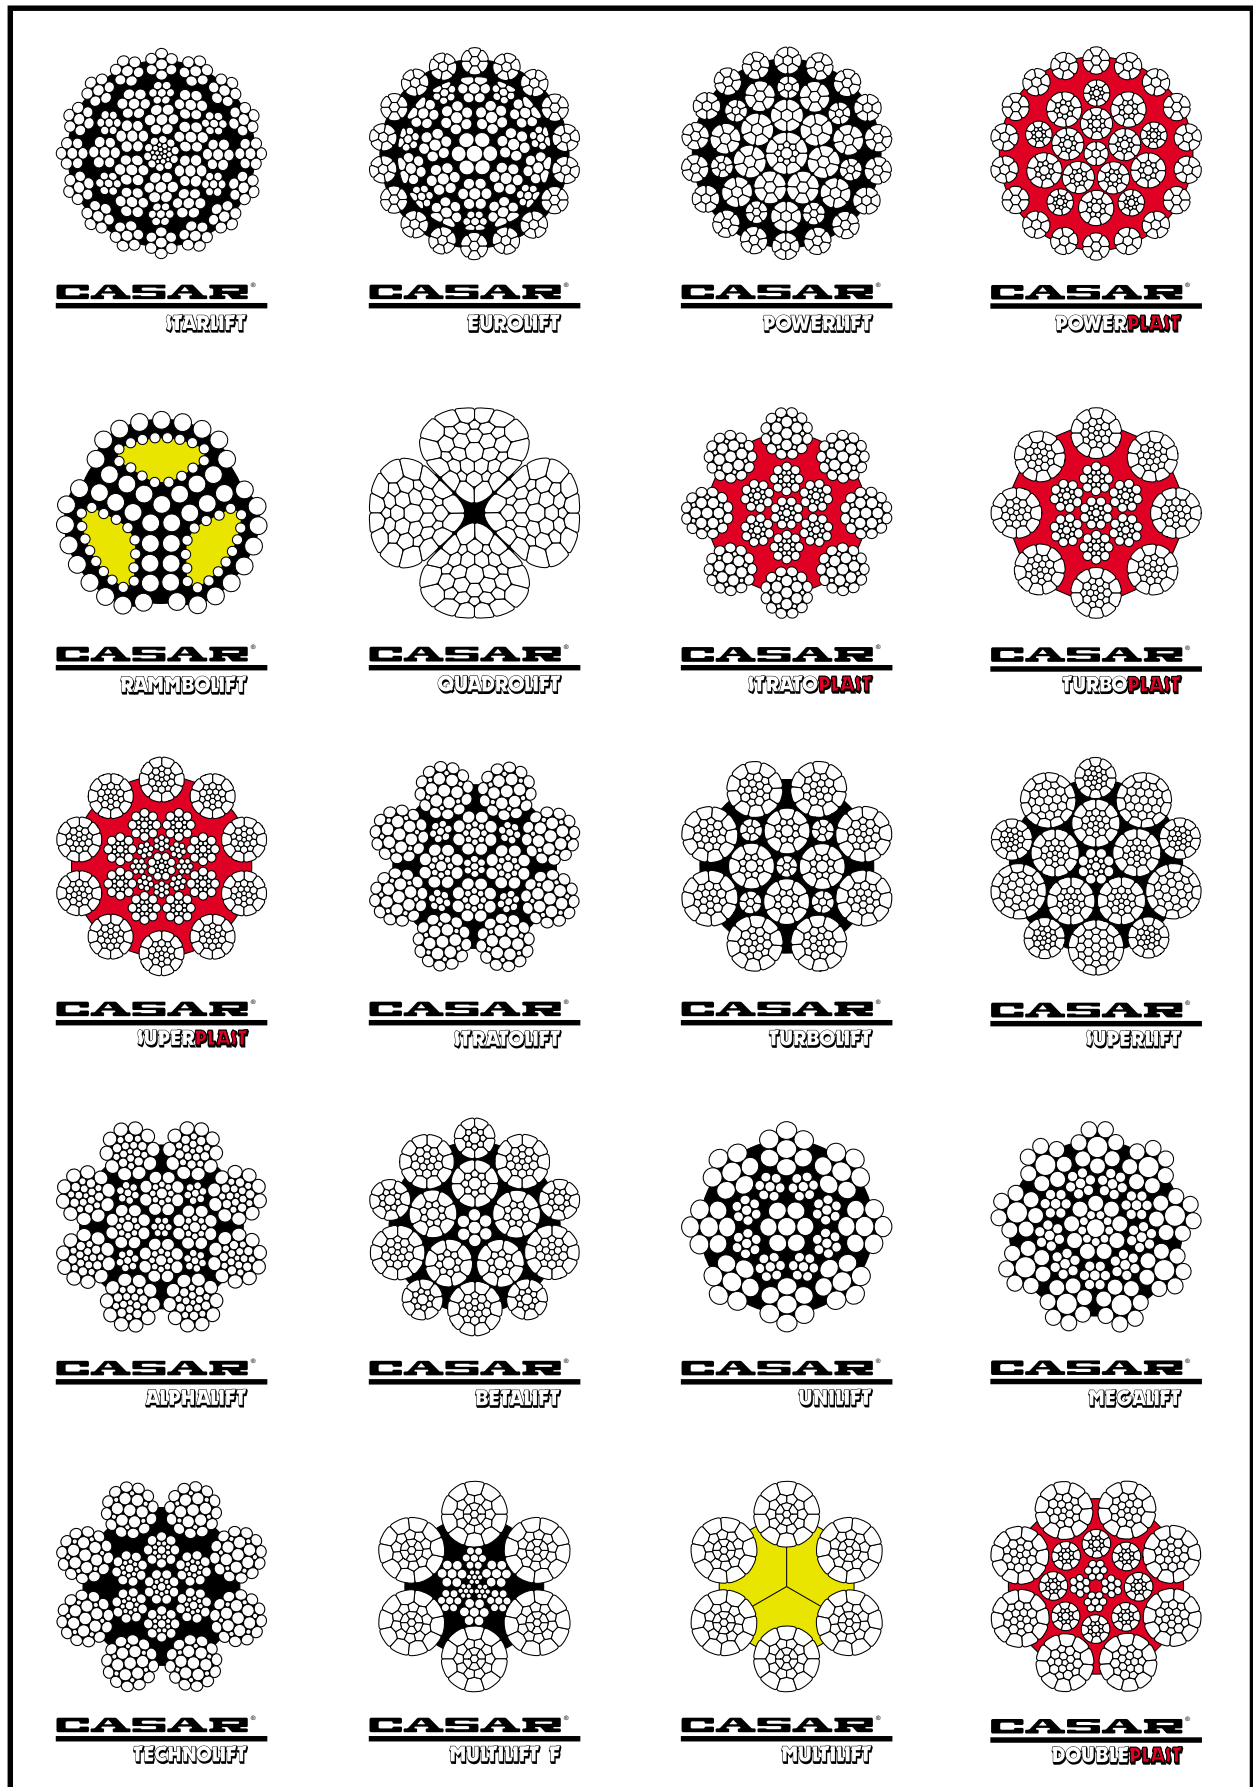 CASAR® CASAR® CASAR® CASAR®
STARLIFT EUROLIFT POWERLIFT POWERPLAST
CASAR® CASAR® CASAR® CASAR®
RAMMBOLIFT QUADROLIFT STRATOPLAST TURBOPLAST
CASAR® CASAR® CASAR® CASAR®
SUPERPLAST STRATOLIFT TURBOLIFT SUPERLIFT
CASAR® CASAR® CASAR® CASAR®
ALPHALIFT BETALIFT UNILIFT MEGALIFT
CASAR® CASAR® CASAR® CASAR®
TECHNOLIFT MULTILIFT F MULTILIFT DOUBLEPLAST